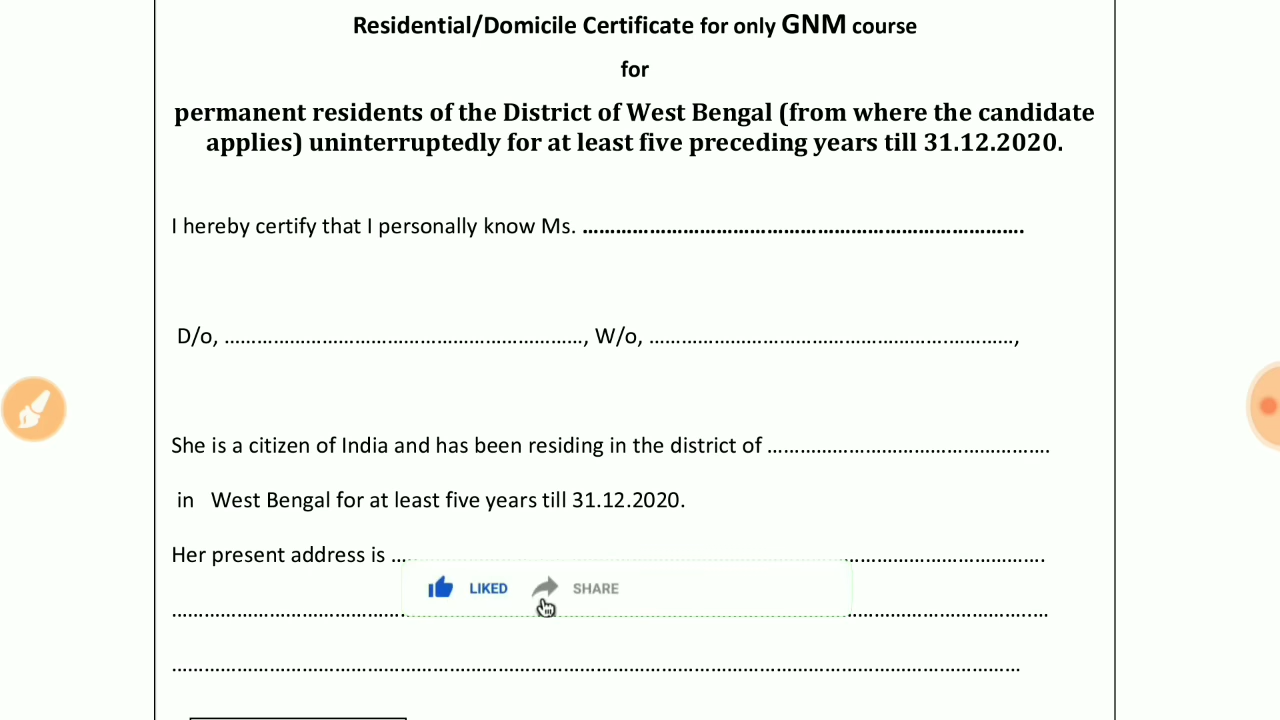 Residential/Domicile Certificate for only GNM course
for
permanent residents of the District of West Bengal (from where the candidate
applies) uninterruptedly for at least five preceding years till 31.12.2020.
I hereby certify that I personally know Ms. ……………………………………………………………………….
D/o, ………………………………………………………, W/o, ………………………………………………….…………,
She is a citizen of India and has been residing in the district of …………………………………………….
in West Bengal for at least five years till 31.12.2020.
Her present address is ... ……………………………….
LIKED SHARE